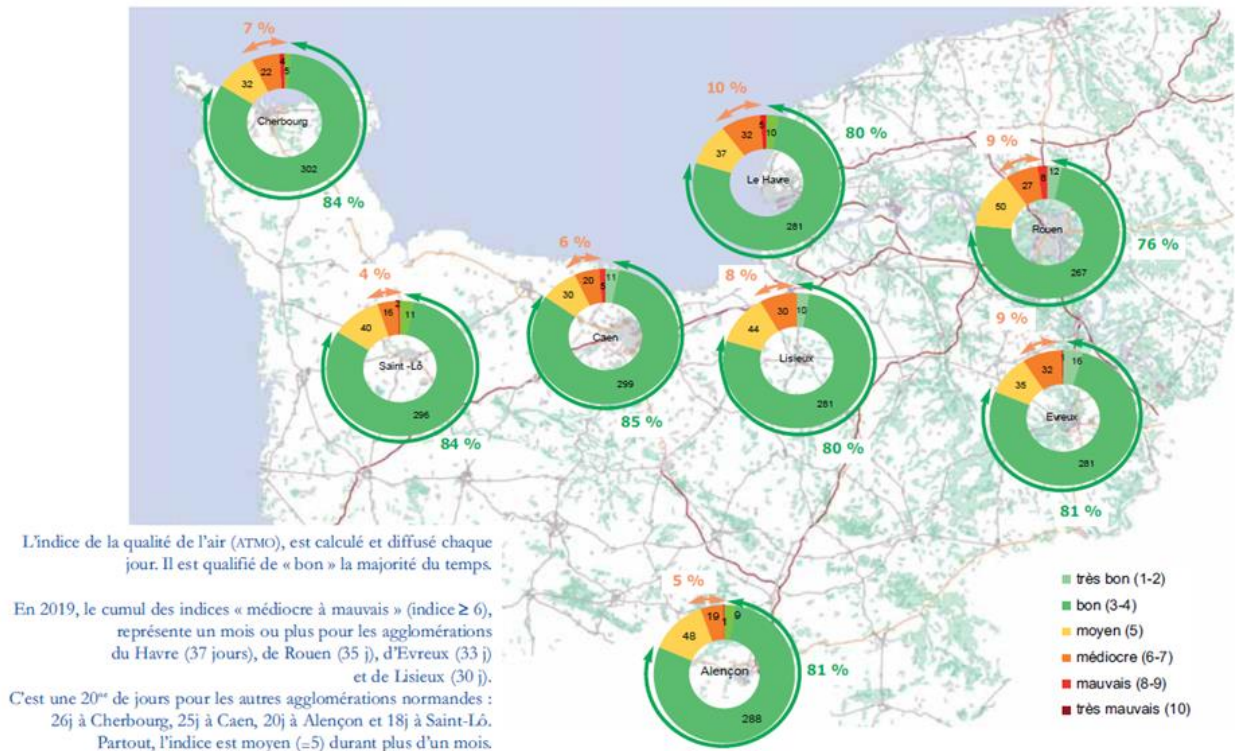 7 %
4
22
5
32
Cherbourg
302
84 %
10 %
5
32
10
37
Le Havre
281
80 %
9 %
8
12
27
50
Rouen
267
76 %
6 %
20
5
11
30
Caen
299
85 %
4 %
2
16
11
40
Saint-Lô
296
84 %
8 %
30
10
44
Lisieux
281
80 %
9 %
1
16
32
35
Evreux
281
81 %
L'indice de la qualité de l'air (ATMO), est calculé et diffusé chaque
jour. Il est qualifié de « bon » la majorité du temps.
En 2019, le cumul des indices « médiocre à mauvais » (indice ≥ 6),
représente un mois ou plus pour les agglomérations
du Havre (37 jours), de Rouen (35 j), d'Evreux (33 j)
et de Lisieux (30 j).
C'est une 20ne de jours pour les autres agglomérations normandes :
26j à Cherbourg, 25j à Caen, 20j à Alençon et 18j à Saint-Lô.
Partout, l'indice est moyen (=5) durant plus d'un mois.
5 %
19
1
9
48
Alençon
288
81 %
très bon (1-2)
bon (3-4)
moyen (5)
médiocre (6-7)
mauvais (8-9)
très mauvais (10)